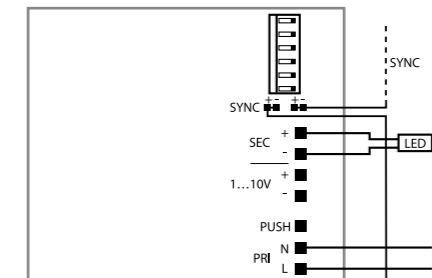 SYNC
+- +-
SYNC
+
SEC
LED
-
+
1…10V
-
PUSH
N
PRI
L